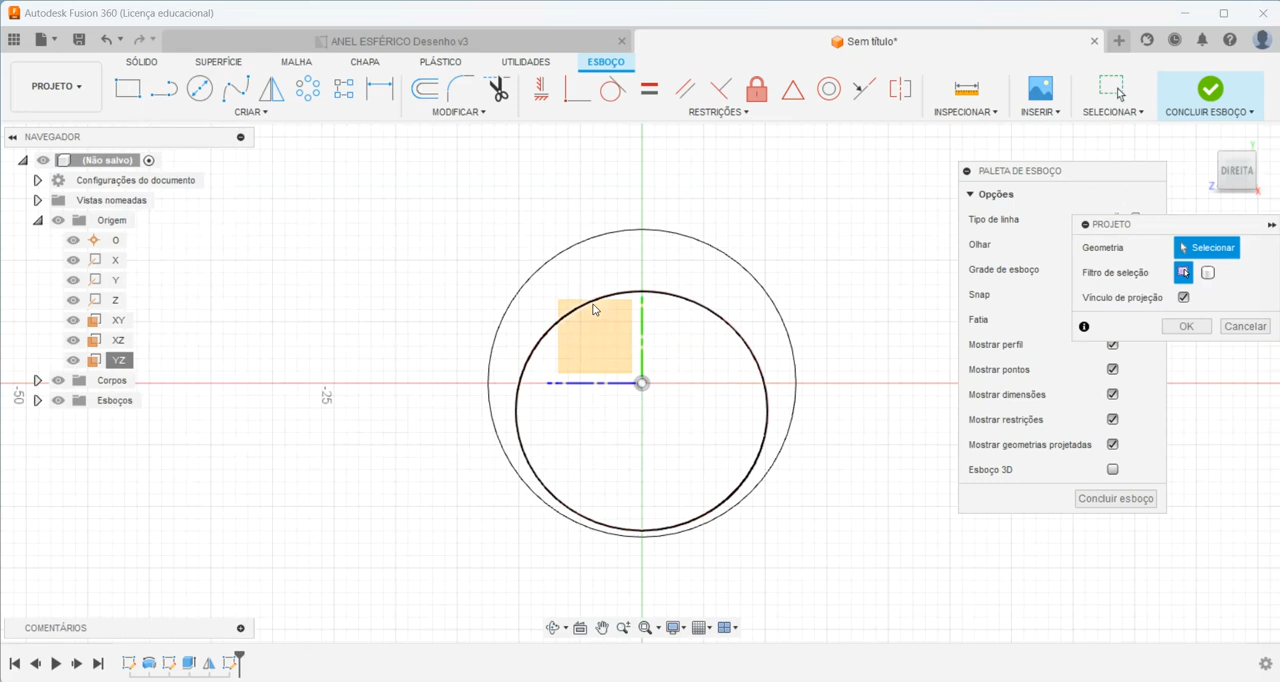 Autodesk Fusion 360 (Licença educacional)
ANEL ESFÉRICO Desenho v3
Sem título*
PROJETO
SÓLIDO SUPERFÍCIE MALHA CHAPA PLÁSTICO UTILIDADES ESBOÇO
CRIAR MODIFICAR RESTRIÇÕES INSPECIONAR INSERIR SELECIONAR CONCLUIR ESBOÇO
NAVEGADOR
(Não salvo)
Configurações do documento
Vistas nomeadas
Origem
O
X
Y
Z
XY
XZ
YZ
Corpos
Esboços
-50
-25
Y
DIREITA
Z
X
PALETA DE ESBOÇO
Opções
Tipo de linha
Olhar
Grade de esboço
Snap
Fatia
Mostrar perfil
Mostrar pontos
Mostrar dimensões
Mostrar restrições
Mostrar geometrias projetadas
Esboço 3D
Concluir esboço
PROJETO
Geometria Selecionar
Filtro de seleção
Vínculo de projeção
OK Cancelar
COMENTÁRIOS